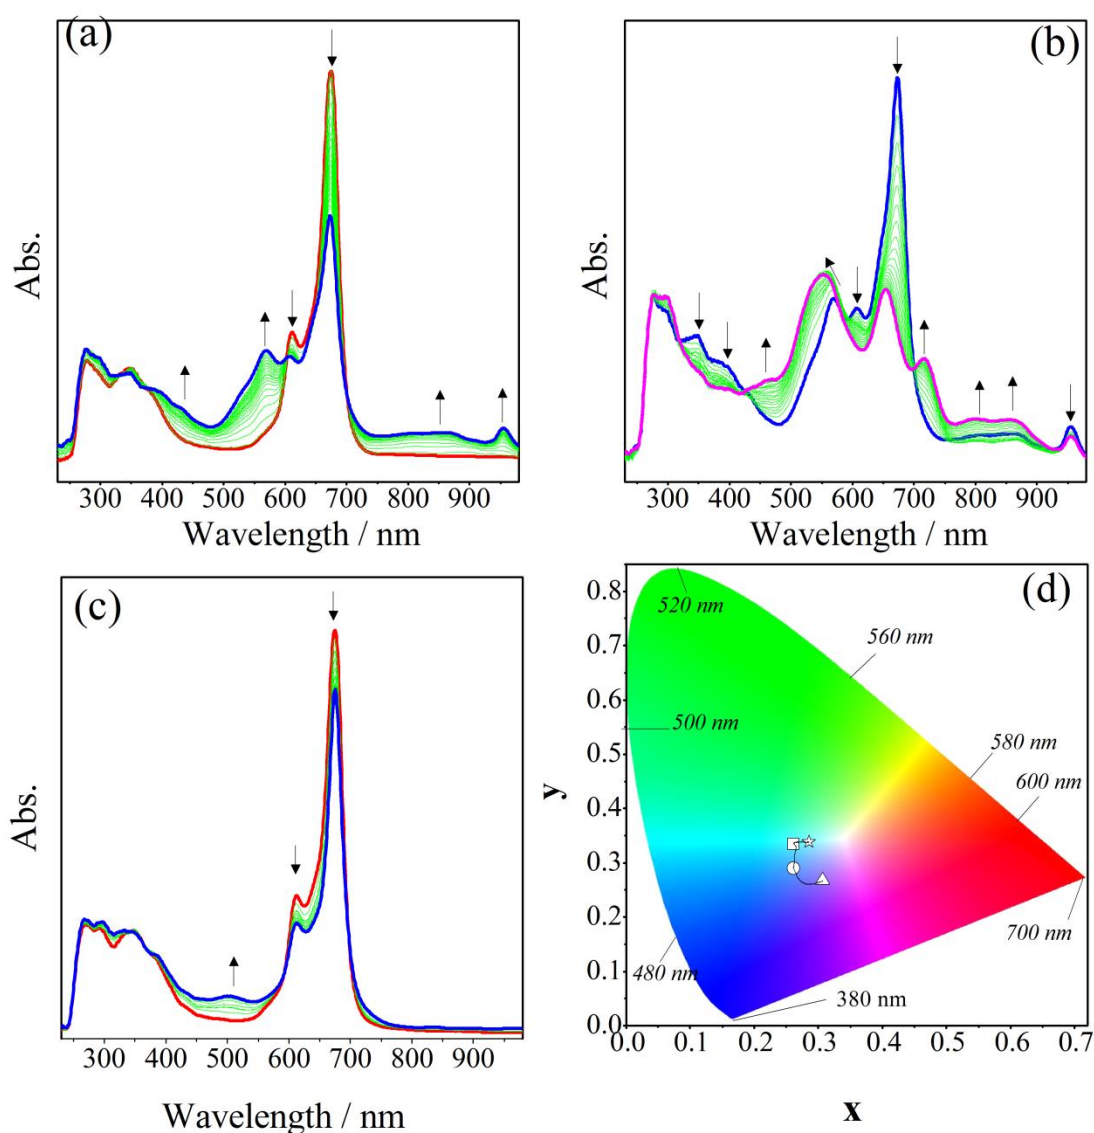 (a)
Abs.
300 400 500 600 700 800 900
Wavelength / nm
(b)
Abs.
300 400 500 600 700 800 900
Wavelength / nm
(c)
Abs.
300 400 500 600 700 800 900
Wavelength / nm
(d)
y
0.8
0.7
0.6
0.5
0.4
0.3
0.2
0.1
0.0
520 nm
560 nm
500 nm
580 nm
600 nm
700 nm
480 nm
380 nm
0.0 0.1 0.2 0.3 0.4 0.5 0.6 0.7
x